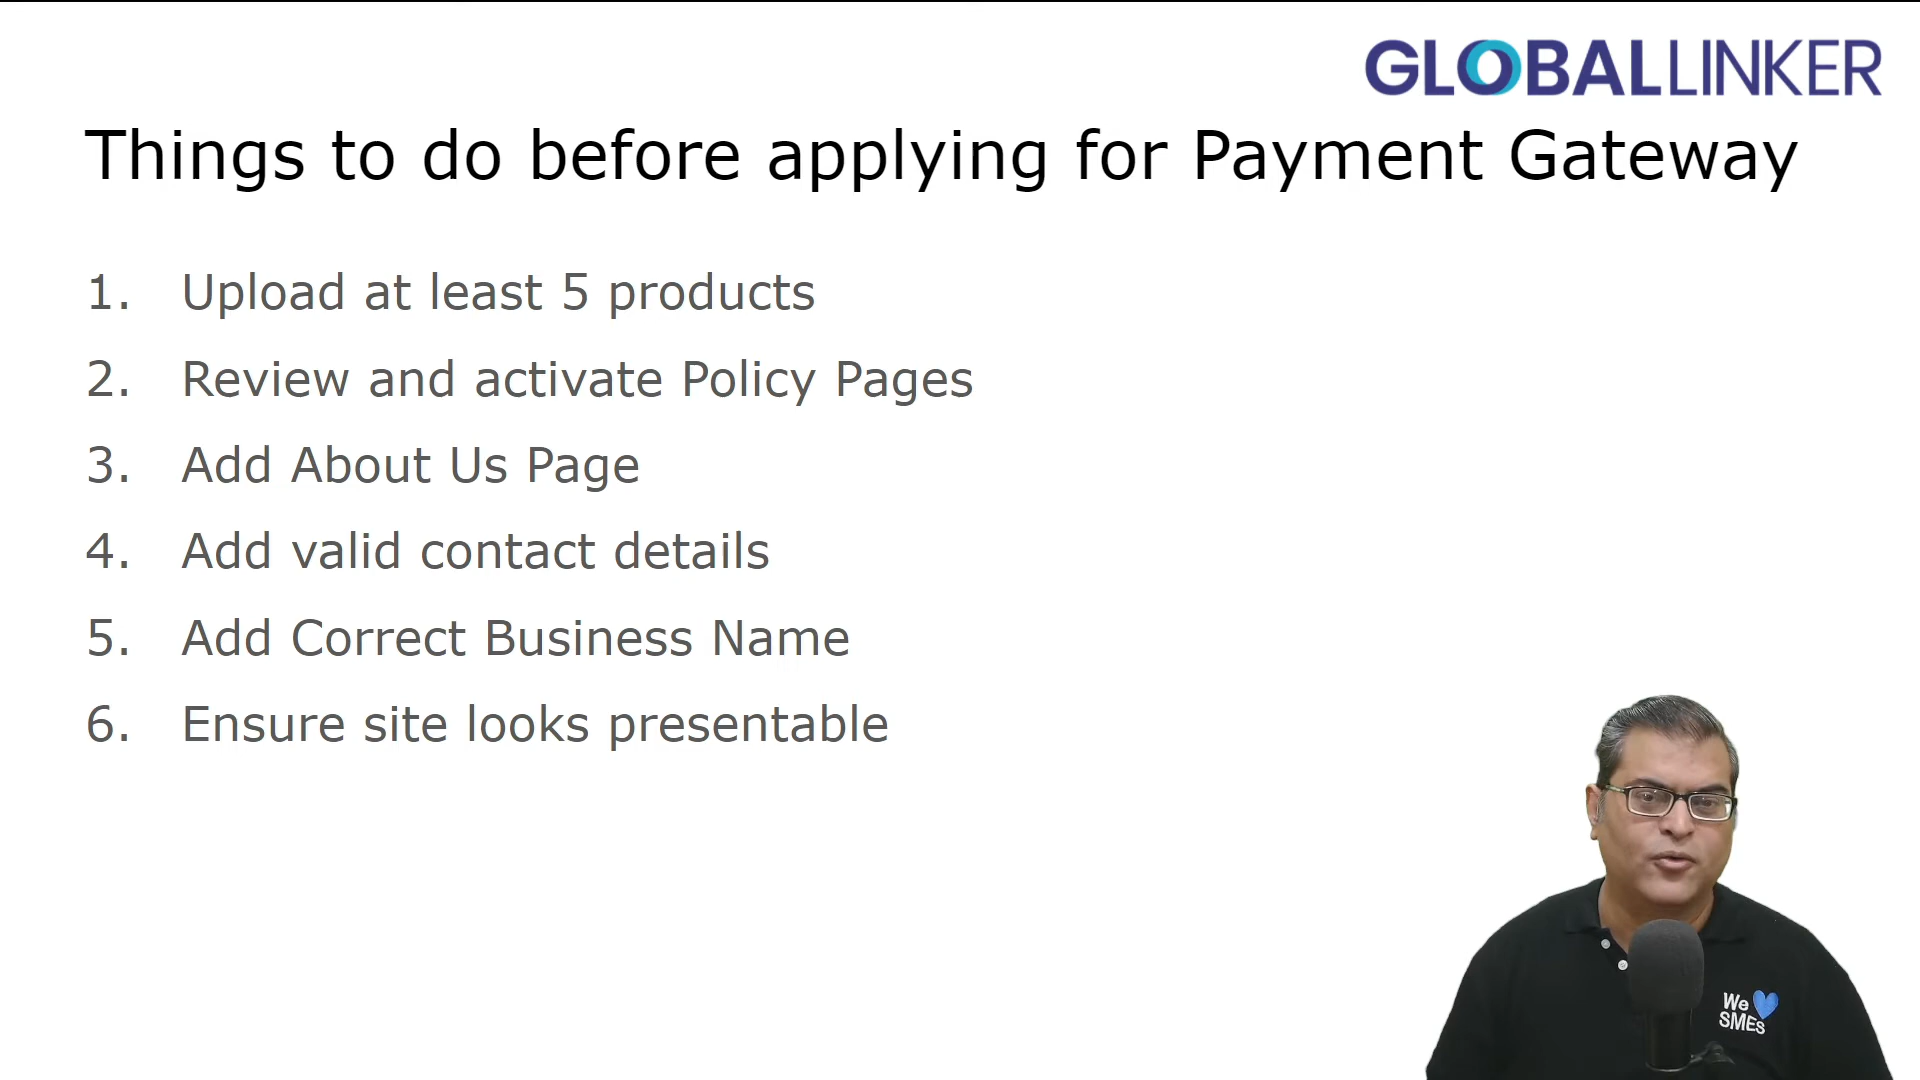 GLOBALLINKER
Things to do before applying for Payment Gateway
1. Upload at least 5 products
2. Review and activate Policy Pages
3. Add About Us Page
4. Add valid contact details
5. Add Correct Business Name
6. Ensure site looks presentable
We
SMEs